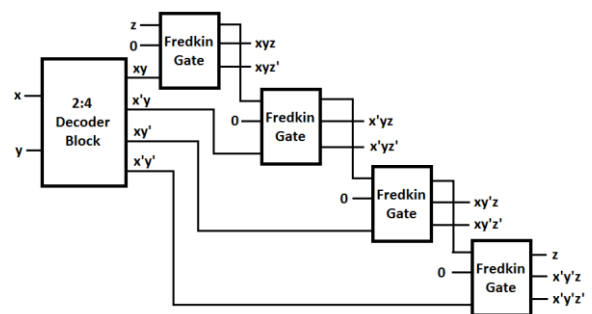 z
0
Fredkin
Gate
xyz
xyz'
x
y
2:4
Decoder
Block
xy
x'y
xy'
x'y'
0
Fredkin
Gate
x'yz
x'yz'
0
Fredkin
Gate
xy'z
xy'z'
0
Fredkin
Gate
z
x'y'z
x'y'z'